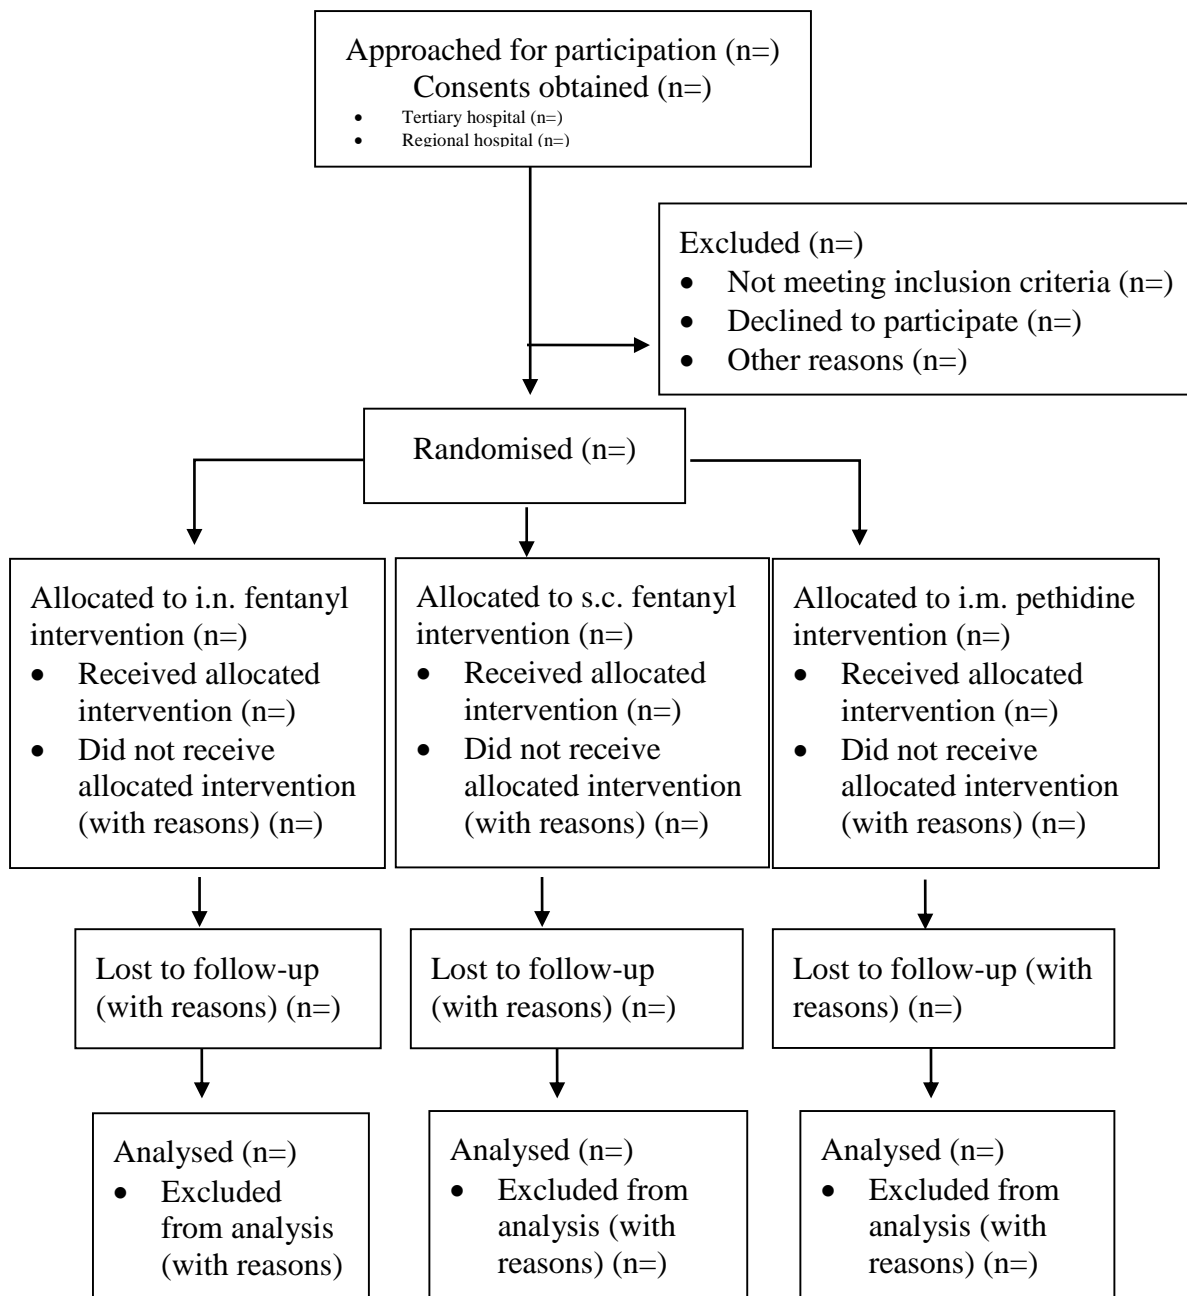 Approached for participation (n=)
Consents obtained (n=)
• Tertiary hospital (n=)
• Regional hospital (n=)
Excluded (n=)
• Not meeting inclusion criteria (n=)
• Declined to participate (n=)
• Other reasons (n=)
Randomised (n=)
Allocated to i.n. fentanyl
intervention (n=)
• Received allocated
intervention (n=)
• Did not receive
allocated intervention
(with reasons) (n=)
Allocated to s.c. fentanyl
intervention (n=)
• Received allocated
intervention (n=)
• Did not receive
allocated intervention
(with reasons) (n=)
Allocated to i.m. pethidine
intervention (n=)
• Received allocated
intervention (n=)
• Did not receive
allocated intervention
(with reasons) (n=)
Lost to follow-up
(with reasons) (n=)
Lost to follow-up
(with reasons) (n=)
Lost to follow-up (with
reasons) (n=)
Analysed (n=)
• Excluded
from analysis
(with reasons)
Analysed (n=)
• Excluded from
analysis (with
reasons) (n=)
Analysed (n=)
• Excluded from
analysis (with
reasons) (n=)